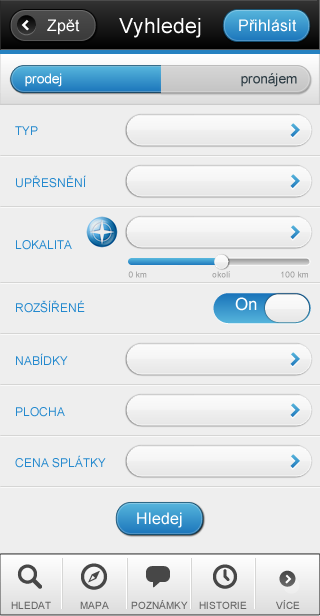 Zpět Vyhledej Přihlásit
prodej pronájem
TYP
UPŘESNĚNÍ
LOKALITA
0 km okolí 100 km
ROZŠÍŘENÉ On
NABÍDKY
PLOCHA
CENA SPLÁTKY
Hledej
HLEDAT MAPA POZNÁMKY HISTORIE VÍCE